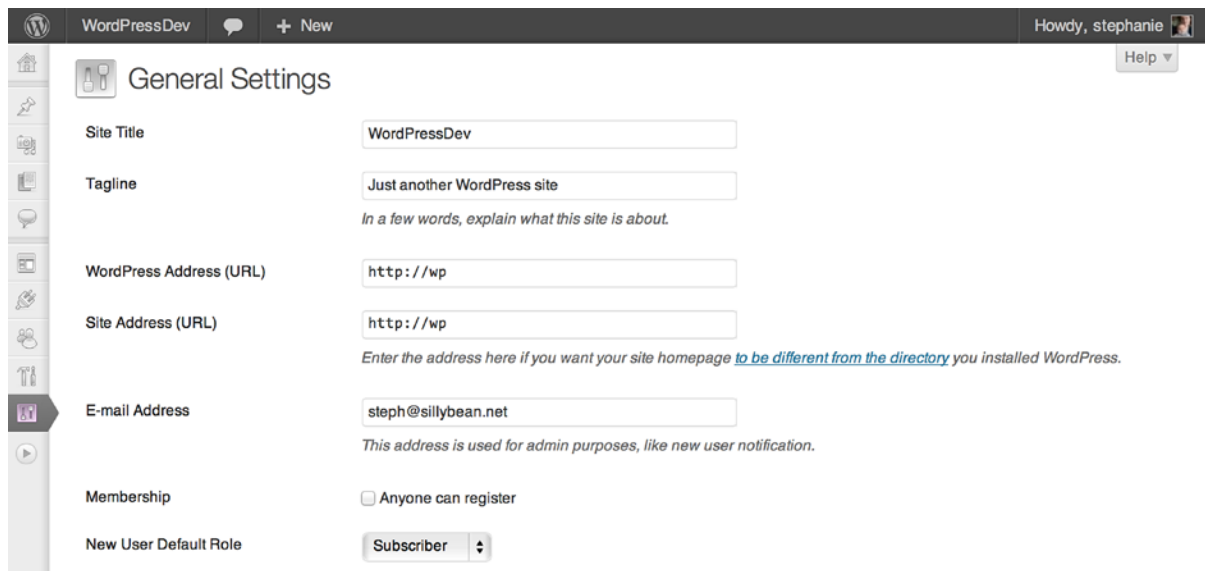 WordPressDev + New Howdy, stephanie
Help
General Settings
Site Title WordPressDev
Tagline Just another WordPress site
In a few words, explain what this site is about.
WordPress Address (URL) http://wp
Site Address (URL) http://wp
Enter the address here if you want your site homepage to be different from the directory you installed WordPress.
E-mail Address steph@sillybean.net
This address is used for admin purposes, like new user notification.
Membership Anyone can register
New User Default Role Subscriber